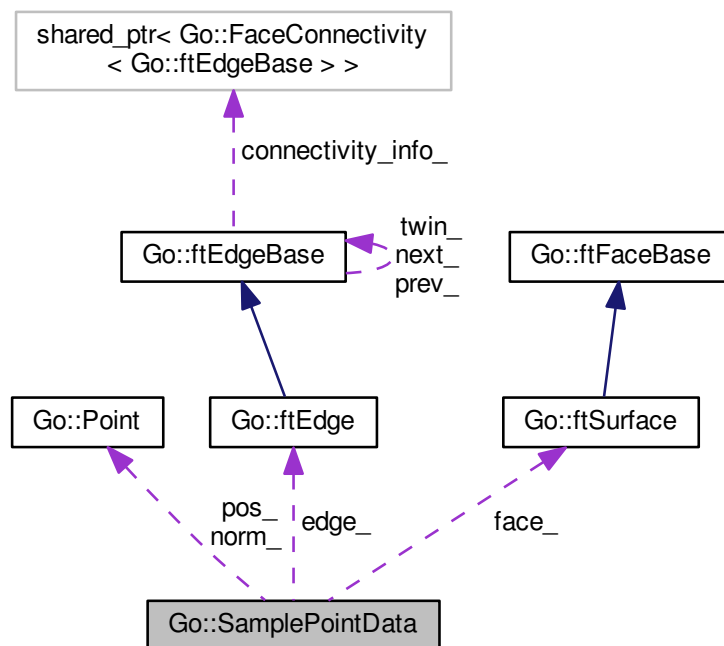 shared_ptr< Go::FaceConnectivity
< Go::ftEdgeBase > >
connectivity_info_
Go::ftEdgeBase
twin_
next_
prev_
Go::ftFaceBase
Go::Point
Go::ftEdge
Go::ftSurface
pos_
norm_
edge_
face_
Go::SamplePointData